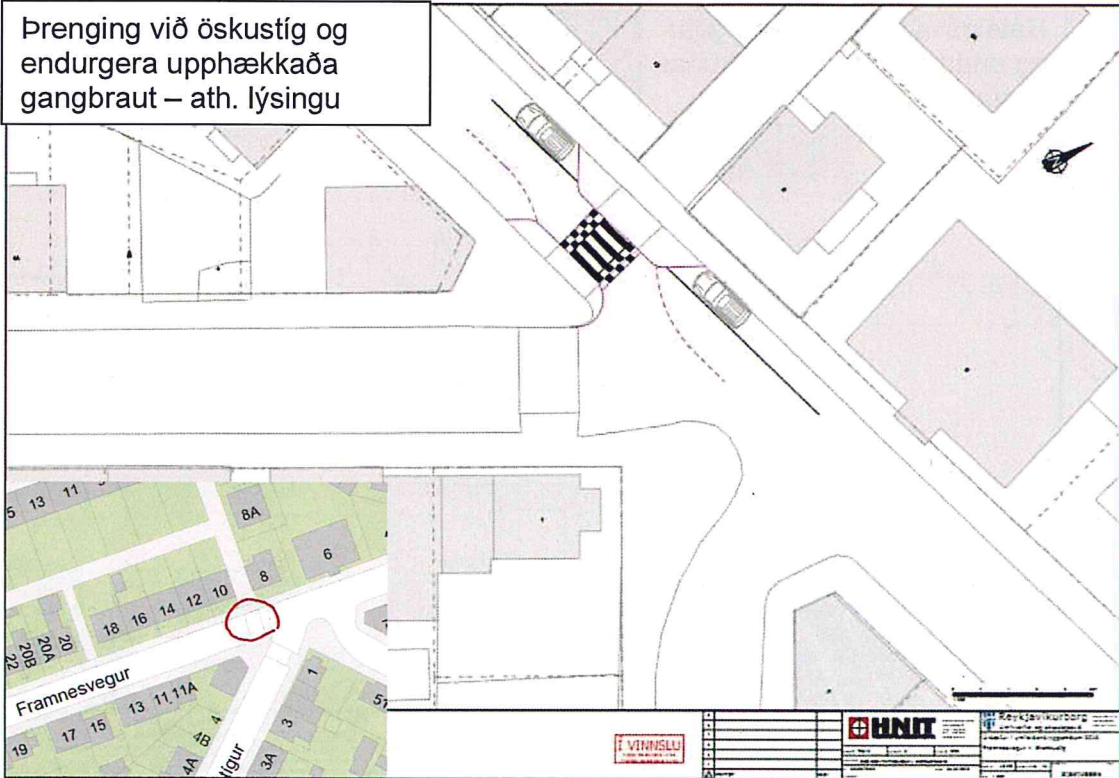 Þrenging við öskustíg og
endurgera upphækkaða
gangbraut – ath. lýsingu
5
13
11
8A
6
8
10
12
14
16
18
20
20A
20B
22
Framnesvegur
11A
11
13
15
17
19
4
4B
4A
1
3
3A
tígur
Í VINNSLU
HNIT
Reykjavíkurborg